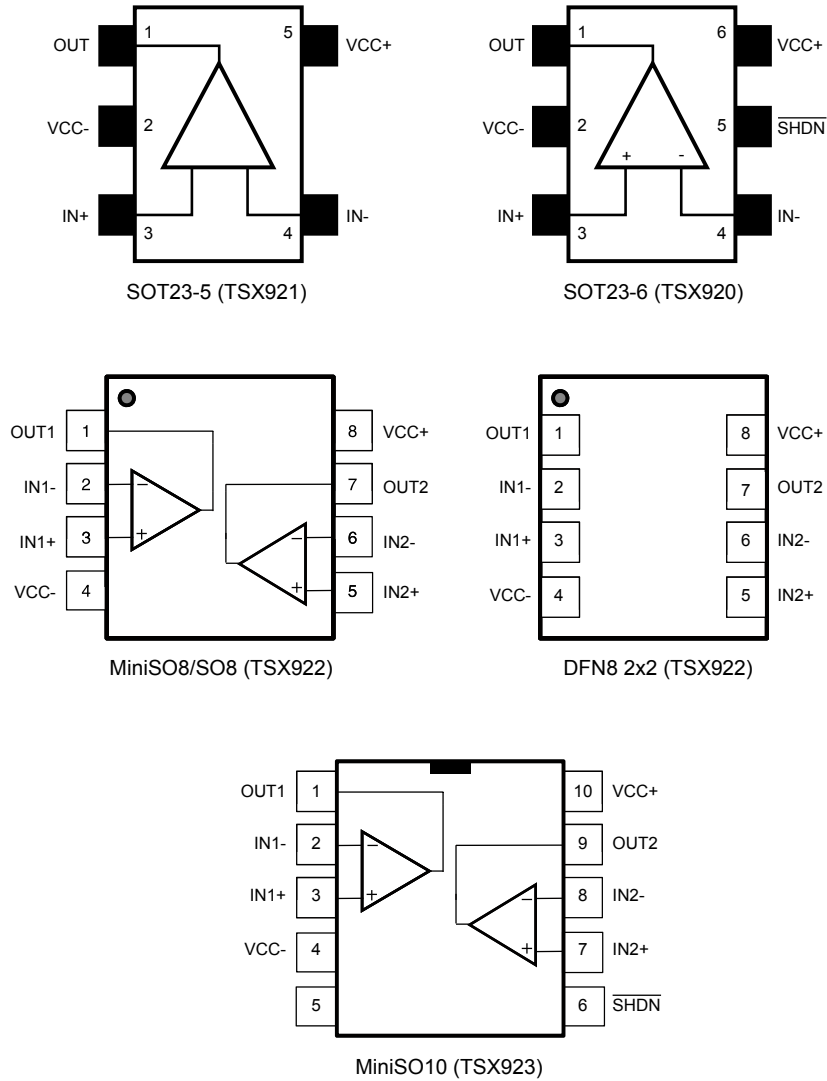 OUT 1 5 VCC+
VCC- 2
IN+ 3 4 IN-
SOT23-5 (TSX921)
OUT 1 6 VCC+
VCC- 2 5 SHDN
+ -
IN+ 3 4 IN-
SOT23-6 (TSX920)
OUT1 1 8 VCC+
IN1- 2 − 7 OUT2
IN1+ 3 + − 6 IN2-
VCC- 4 + 5 IN2+
MiniSO8/SO8 (TSX922)
OUT1 1 8 VCC+
IN1- 2 7 OUT2
IN1+ 3 6 IN2-
VCC- 4 5 IN2+
DFN8 2x2 (TSX922)
OUT1 1 10 VCC+
IN1- 2 − 9 OUT2
IN1+ 3 + − 8 IN2-
VCC- 4 + 7 IN2+
5 6 SHDN
MiniSO10 (TSX923)